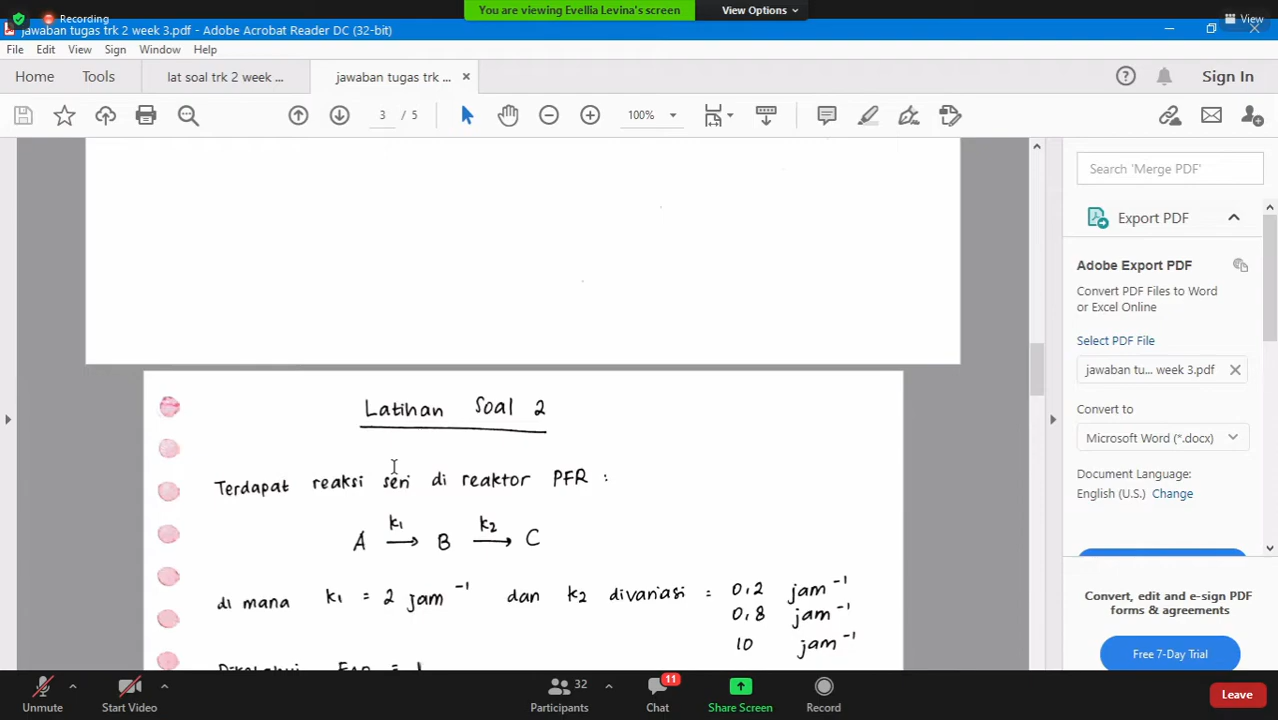 Recording
You are viewing Evellia Levina's screen
View Options
View
jawaban tugas trk 2 week 3.pdf - Adobe Acrobat Reader DC (32-bit)
File Edit View Sign Window Help
Home Tools lat soal trk 2 week ... jawaban tugas trk ... × Sign In
3 / 5 100%
Search 'Merge PDF'
Export PDF
Adobe Export PDF
Convert PDF Files to Word
or Excel Online
Select PDF File
jawaban tu... week 3.pdf
Convert to
Microsoft Word (*.docx)
Document Language:
English (U.S.) Change
Convert, edit and e-sign PDF
forms & agreements
Free 7-Day Trial
Latihan Soal 2
Terdapat reaksi seri di reaktor PFR :
k1 k2
A → B → C
di mana k1 = 2 jam⁻¹ dan k2 divariasi : 0,2 jam⁻¹
0,8 jam⁻¹
10 jam⁻¹
Unmute Start Video 32 Participants 11 Chat Share Screen Record Leave